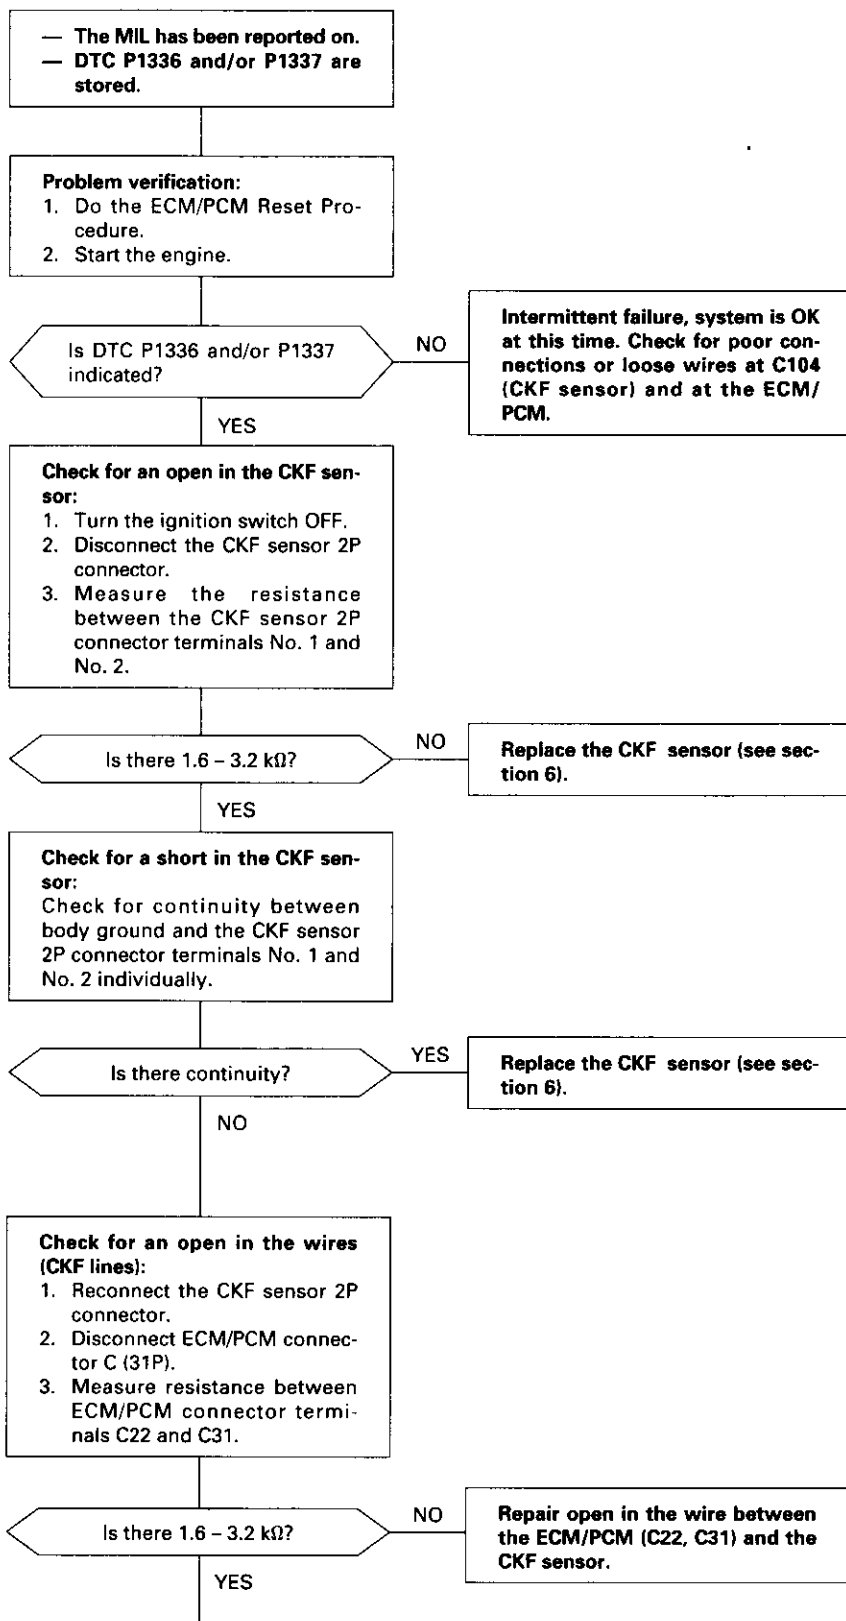 — The MIL has been reported on.
— DTC P1336 and/or P1337 are
stored.
Problem verification:
1. Do the ECM/PCM Reset Pro-
cedure.
2. Start the engine.
Is DTC P1336 and/or P1337
indicated?
NO
Intermittent failure, system is OK
at this time. Check for poor con-
nections or loose wires at C104
(CKF sensor) and at the ECM/
PCM.
YES
Check for an open in the CKF sen-
sor:
1. Turn the ignition switch OFF.
2. Disconnect the CKF sensor 2P
connector.
3. Measure the resistance
between the CKF sensor 2P
connector terminals No. 1 and
No. 2.
Is there 1.6 – 3.2 kΩ?
NO
Replace the CKF sensor (see sec-
tion 6).
YES
Check for a short in the CKF sen-
sor:
Check for continuity between
body ground and the CKF sensor
2P connector terminals No. 1 and
No. 2 individually.
Is there continuity?
YES
Replace the CKF sensor (see sec-
tion 6).
NO
Check for an open in the wires
(CKF lines):
1. Reconnect the CKF sensor 2P
connector.
2. Disconnect ECM/PCM connec-
tor C (31P).
3. Measure resistance between
ECM/PCM connector termi-
nals C22 and C31.
Is there 1.6 – 3.2 kΩ?
NO
Repair open in the wire between
the ECM/PCM (C22, C31) and the
CKF sensor.
YES